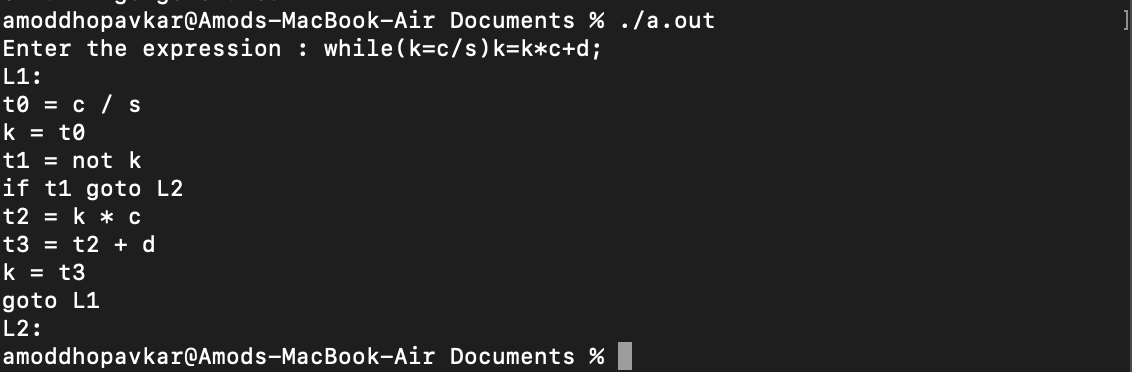 amoddhopavkar@Amods-MacBook-Air Documents % ./a.out
Enter the expression : while(k=c/s)k=k*c+d;
L1:
t0 = c / s
k = t0
t1 = not k
if t1 goto L2
t2 = k * c
t3 = t2 + d
k = t3
goto L1
L2:
amoddhopavkar@Amods-MacBook-Air Documents %